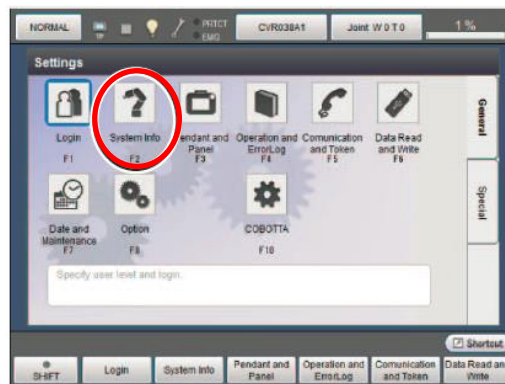 NORMAL
TP
PRTCT
EMG
CVR038A1
Joint W 0 T 0
1 %
Settings
Login
F1
System Info
F2
Pendant and
Panel
F3
Operation and
ErrorLog
F4
Comunication
and Token
F5
Data Read
and Write
F6
General
Date and
Maintenance
F7
Option
F8
COBOTTA
F10
Special
Specify user level and login.
Shortcut
SHIFT
Login
System Info
Pendant and
Panel
Operation and
ErrorLog
Comunication
and Token
Data Read an
Write